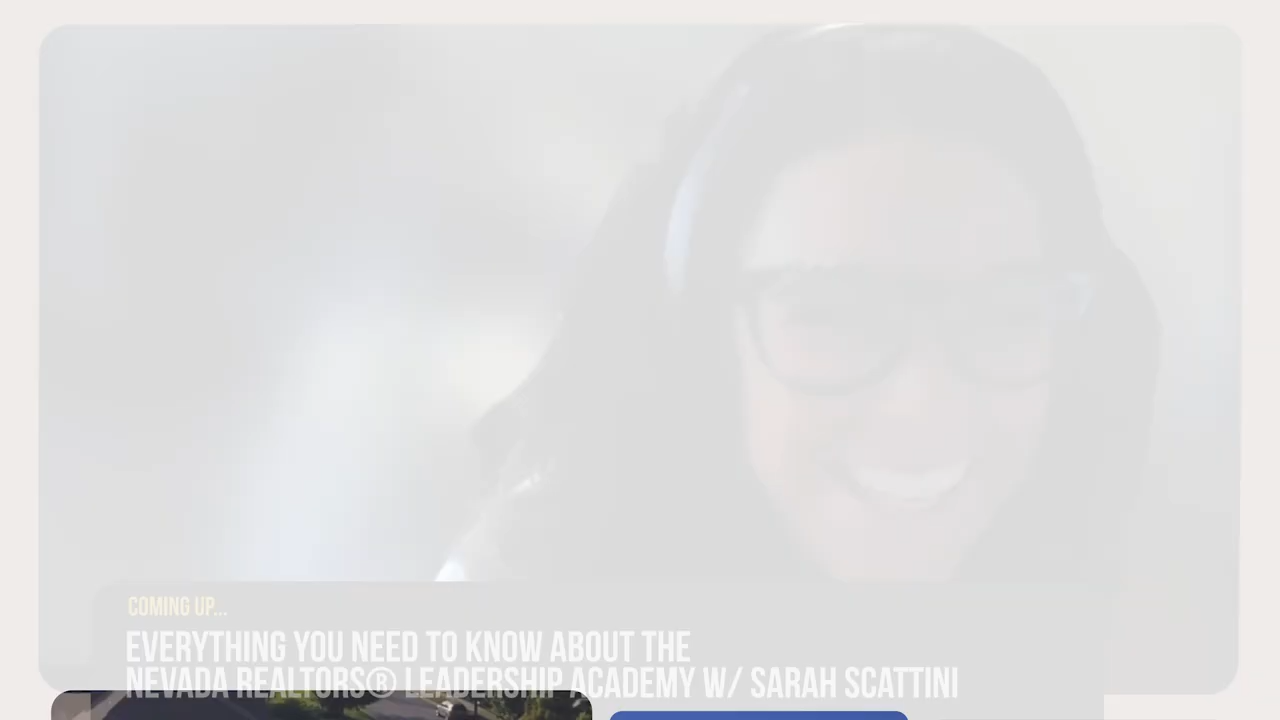 COMING UP...
EVERYTHING YOU NEED TO KNOW ABOUT THE
NEVADA REALTORS® LEADERSHIP ACADEMY W/ SARAH SCATTINI